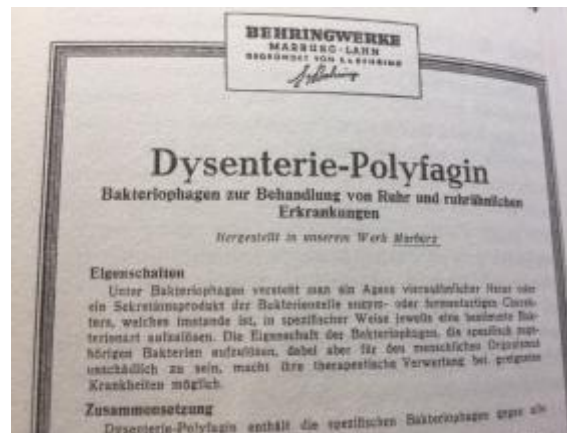 BEHRINGWERKE
MARBURG-LAHN
BEGRÜNDET VON E. v. BEHRING
Dysenterie-Polyfagin
Bakteriophagen zur Behandlung von Ruhr und ruhrähnlichen
Erkrankungen
Hergestellt in unserem Werk Marburg
Eigenschaften
Unter Bakteriophagen versteht man ein Agens virusähnlicher Natur oder
ein Sekretionsprodukt der Bakterienzelle enzym- oder fermentartigen Charak-
ters, welches imstande ist, in spezifischer Weise jeweils eine bestimmte Bak-
terienart aufzulösen. Die Eigenschaft der Bakteriophagen, die spezifisch zuge-
hörigen Bakterien aufzulösen, dabei aber für den menschlichen Organismus
unschädlich zu sein, macht ihre therapeutische Verwertung bei geeigneten
Krankheiten möglich.
Zusammensetzung
Dysenterie-Polyfagin enthält die spezifischen Bakteriophagen gegen alle